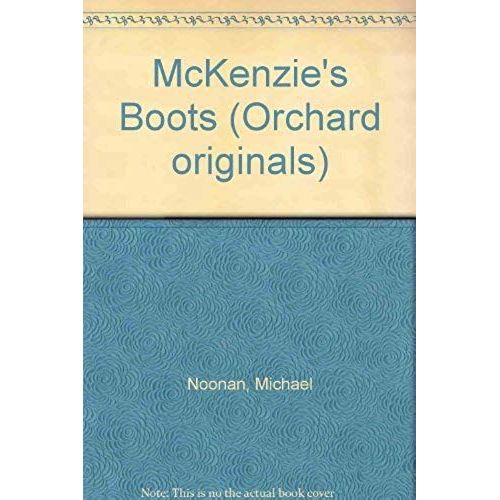 McKenzie's
Boots (Orchard
originals)
Noonan, Michael
Note: This is no the actual book cover